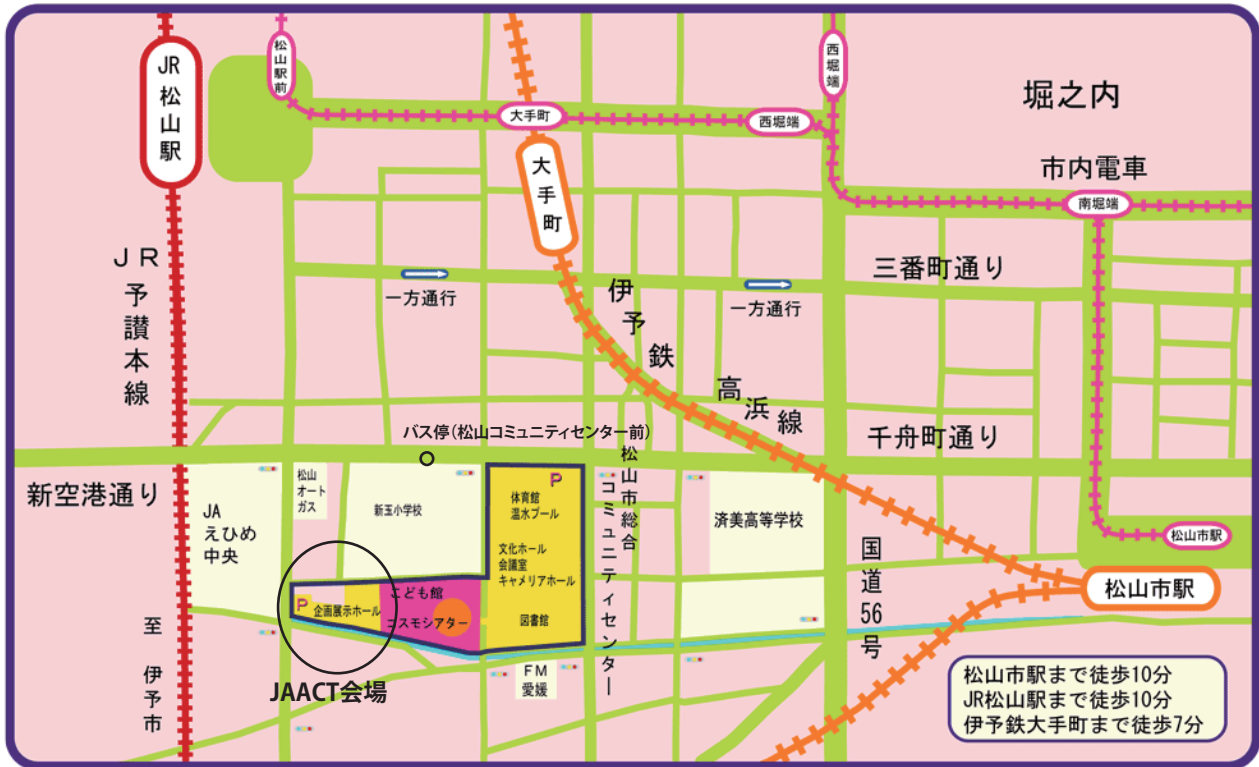 JR松山駅
松山駅前
大手町
西堀端
西堀端
堀之内
市内電車
南堀端
大手町
JR予讃本線
一方通行
一方通行
三番町通り
伊予鉄高浜線
千舟町通り
バス停(松山コミュニティセンター前)
新空港通り
JA
えひめ
中央
松山
オート
ガス
新玉小学校
P
体育館
温水プール
文化ホール
会議室
キャメリアホール
図書館
松山市総合
コミュニティセンター
済美高等学校
国道56号
松山市駅
松山市駅
こども館
コスモシアター
P
企画展示ホール
JAACT会場
FM
愛媛
至伊予市
松山市駅まで徒歩10分
JR松山駅まで徒歩10分
伊予鉄大手町まで徒歩7分